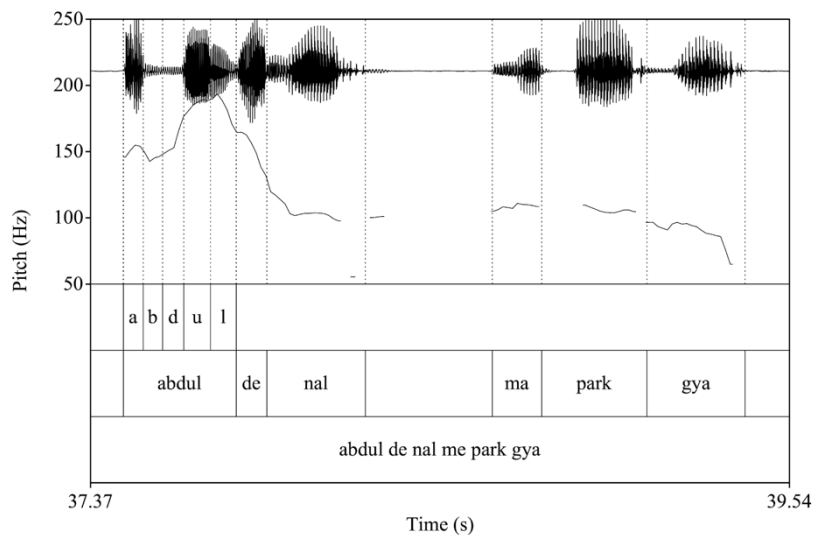 250
200
150
100
50
Pitch (Hz)
a b d u l
abdul de nal ma park gya
abdul de nal me park gya
37.37 39.54
Time (s)